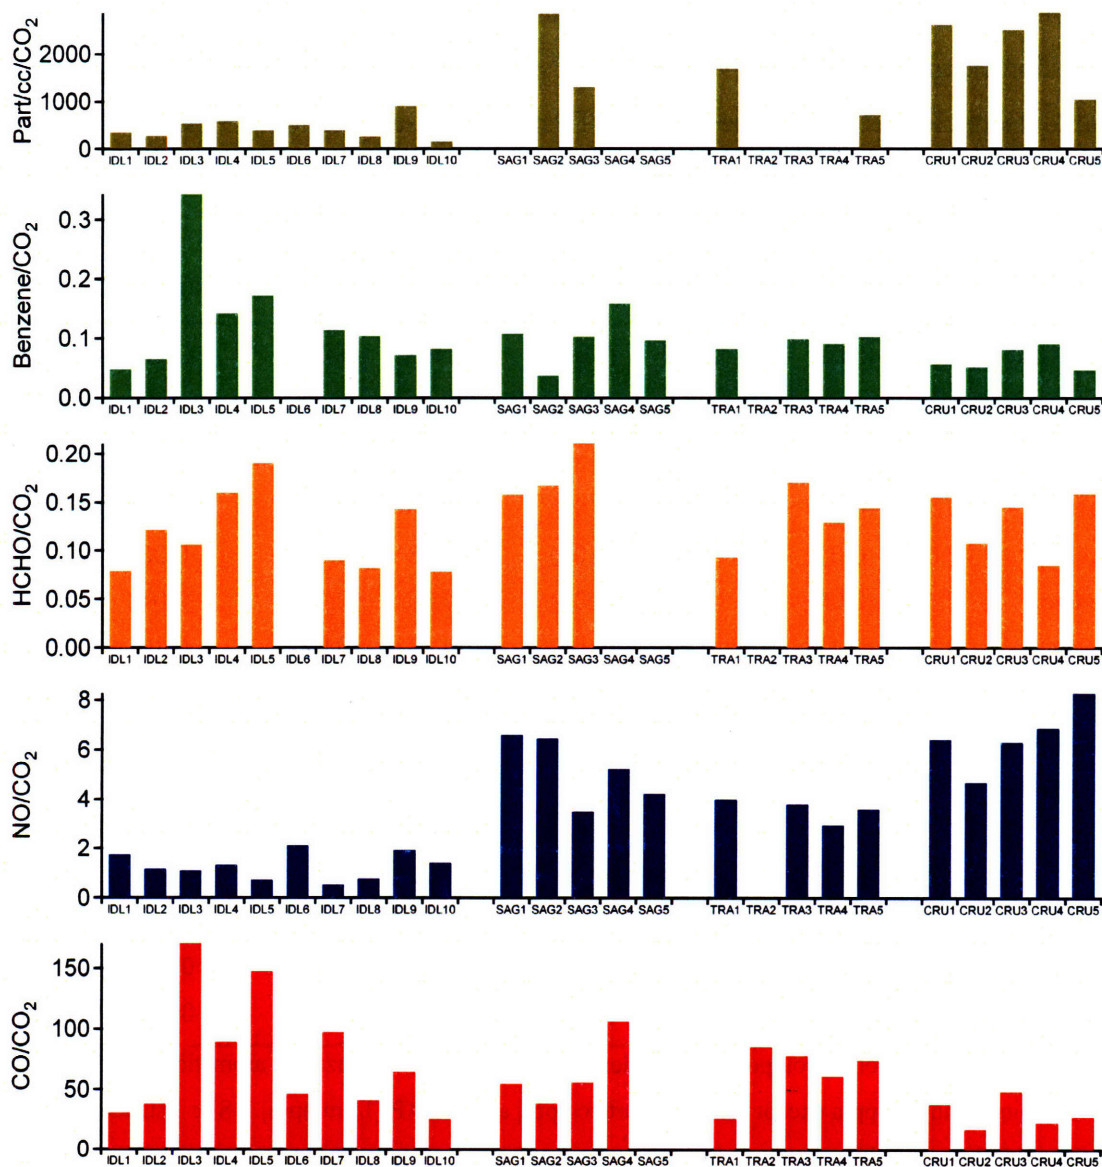 Part/cc/CO2
2000
1000
0
IDL1 IDL2 IDL3 IDL4 IDL5 IDL6 IDL7 IDL8 IDL9 IDL10 SAG1 SAG2 SAG3 SAG4 SAG5 TRA1 TRA2 TRA3 TRA4 TRA5 CRU1 CRU2 CRU3 CRU4 CRU5
Benzene/CO2
0.3
0.2
0.1
0.0
IDL1 IDL2 IDL3 IDL4 IDL5 IDL6 IDL7 IDL8 IDL9 IDL10 SAG1 SAG2 SAG3 SAG4 SAG5 TRA1 TRA2 TRA3 TRA4 TRA5 CRU1 CRU2 CRU3 CRU4 CRU5
HCHO/CO2
0.20
0.15
0.10
0.05
0.00
IDL1 IDL2 IDL3 IDL4 IDL5 IDL6 IDL7 IDL8 IDL9 IDL10 SAG1 SAG2 SAG3 SAG4 SAG5 TRA1 TRA2 TRA3 TRA4 TRA5 CRU1 CRU2 CRU3 CRU4 CRU5
NO/CO2
8
6
4
2
0
IDL1 IDL2 IDL3 IDL4 IDL5 IDL6 IDL7 IDL8 IDL9 IDL10 SAG1 SAG2 SAG3 SAG4 SAG5 TRA1 TRA2 TRA3 TRA4 TRA5 CRU1 CRU2 CRU3 CRU4 CRU5
CO/CO2
150
100
50
0
IDL1 IDL2 IDL3 IDL4 IDL5 IDL6 IDL7 IDL8 IDL9 IDL10 SAG1 SAG2 SAG3 SAG4 SAG5 TRA1 TRA2 TRA3 TRA4 TRA5 CRU1 CRU2 CRU3 CRU4 CRU5